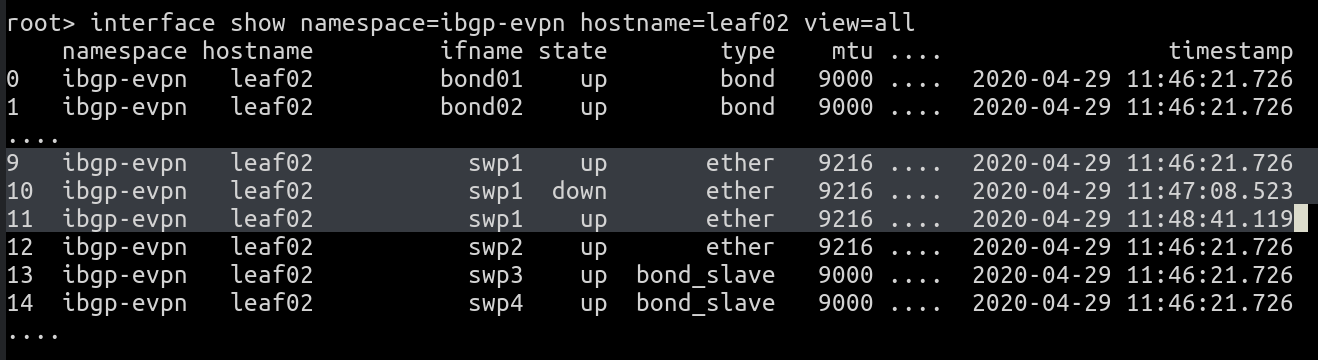 root> interface show namespace=ibgp-evpn hostname=leaf02 view=all
namespace hostname ifname state type mtu .... timestamp
0 ibgp-evpn leaf02 bond01 up bond 9000 .... 2020-04-29 11:46:21.726
1 ibgp-evpn leaf02 bond02 up bond 9000 .... 2020-04-29 11:46:21.726
....
9 ibgp-evpn leaf02 swp1 up ether 9216 .... 2020-04-29 11:46:21.726
10 ibgp-evpn leaf02 swp1 down ether 9216 .... 2020-04-29 11:47:08.523
11 ibgp-evpn leaf02 swp1 up ether 9216 .... 2020-04-29 11:48:41.119
12 ibgp-evpn leaf02 swp2 up ether 9216 .... 2020-04-29 11:46:21.726
13 ibgp-evpn leaf02 swp3 up bond_slave 9000 .... 2020-04-29 11:46:21.726
14 ibgp-evpn leaf02 swp4 up bond_slave 9000 .... 2020-04-29 11:46:21.726
....